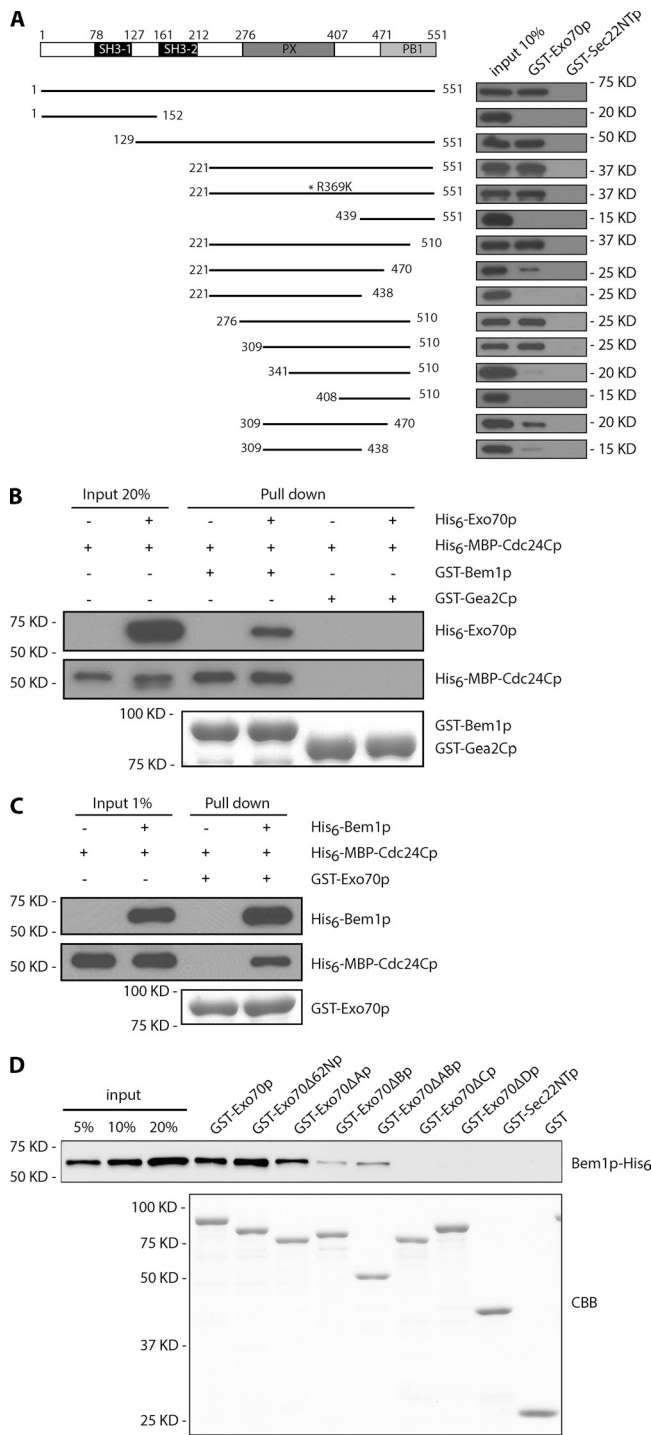 A
1 78 127 161 212 276 407 471 551
SH3-1 SH3-2 PX PB1
input 10% GST-Exo70p GST-Sec22NTp
1 551 - 75 KD
1 152 - 20 KD
129 551 - 50 KD
221 551 - 37 KD
221 * R369K 551 - 37 KD
439 551 - 15 KD
221 510 - 37 KD
221 470 - 25 KD
221 438 - 25 KD
276 510 - 25 KD
309 510 - 25 KD
341 510 - 20 KD
408 510 - 15 KD
309 470 - 20 KD
309 438 - 15 KD
B
Input 20% Pull down
- + - + - + His6-Exo70p
+ + + + + + His6-MBP-Cdc24Cp
- - + + - - GST-Bem1p
- - - - + + GST-Gea2Cp
75 KD -
His6-Exo70p
50 KD -
50 KD - His6-MBP-Cdc24Cp
100 KD -
GST-Bem1p
GST-Gea2Cp
75 KD -
C
Input 1% Pull down
- + - + His6-Bem1p
+ + + + His6-MBP-Cdc24Cp
- - + + GST-Exo70p
75 KD -
His6-Bem1p
50 KD -
50 KD - His6-MBP-Cdc24Cp
100 KD -
GST-Exo70p
75 KD -
D
input
5% 10% 20% GST-Exo70p GST-Exo70Δ62Np GST-Exo70ΔAp GST-Exo70ΔBp GST-Exo70ΔABp GST-Exo70ΔCp GST-Exo70ΔDp GST-Sec22NTp GST
75 KD -
Bem1p-His6
50 KD -
100 KD -
75 KD -
50 KD - CBB
37 KD -
25 KD -